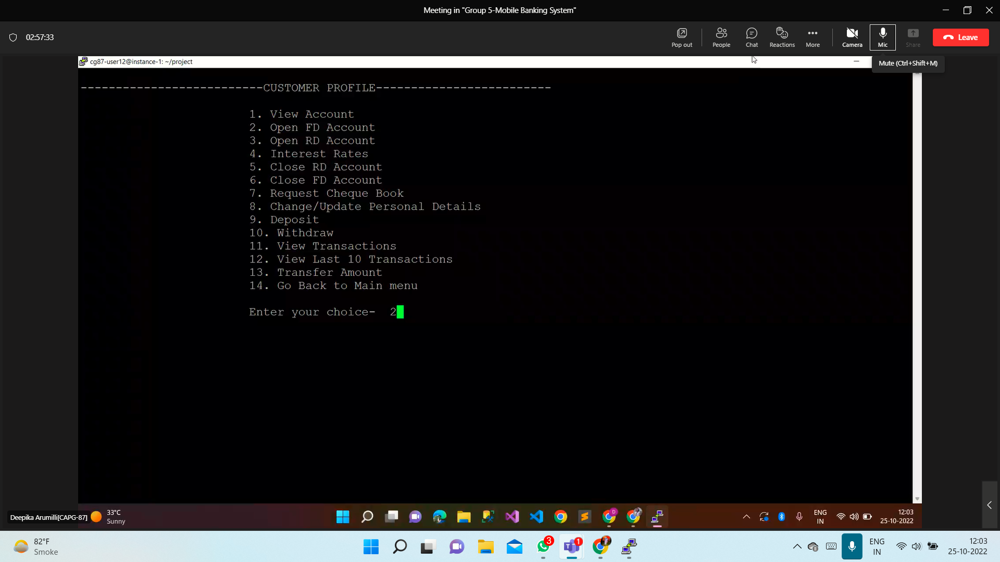 Meeting in "Group 5-Mobile Banking System"
02:57:33
Pop out
People
Chat
Reactions
More
Camera
Mic
Share
Leave
cg87-user12@instance-1: ~/project
Mute (Ctrl+Shift+M)
--------------------------CUSTOMER PROFILE-------------------------
1. View Account
2. Open FD Account
3. Open RD Account
4. Interest Rates
5. Close RD Account
6. Close FD Account
7. Request Cheque Book
8. Change/Update Personal Details
9. Deposit
10. Withdraw
11. View Transactions
12. View Last 10 Transactions
13. Transfer Amount
14. Go Back to Main menu
Enter your choice-  2
Deepika Arumilli[CAPG-87]
33°C
Sunny
D
ENG
IN
12:03
25-10-2022
82°F
Smoke
3
1
ENG
IN
12:03
25-10-2022